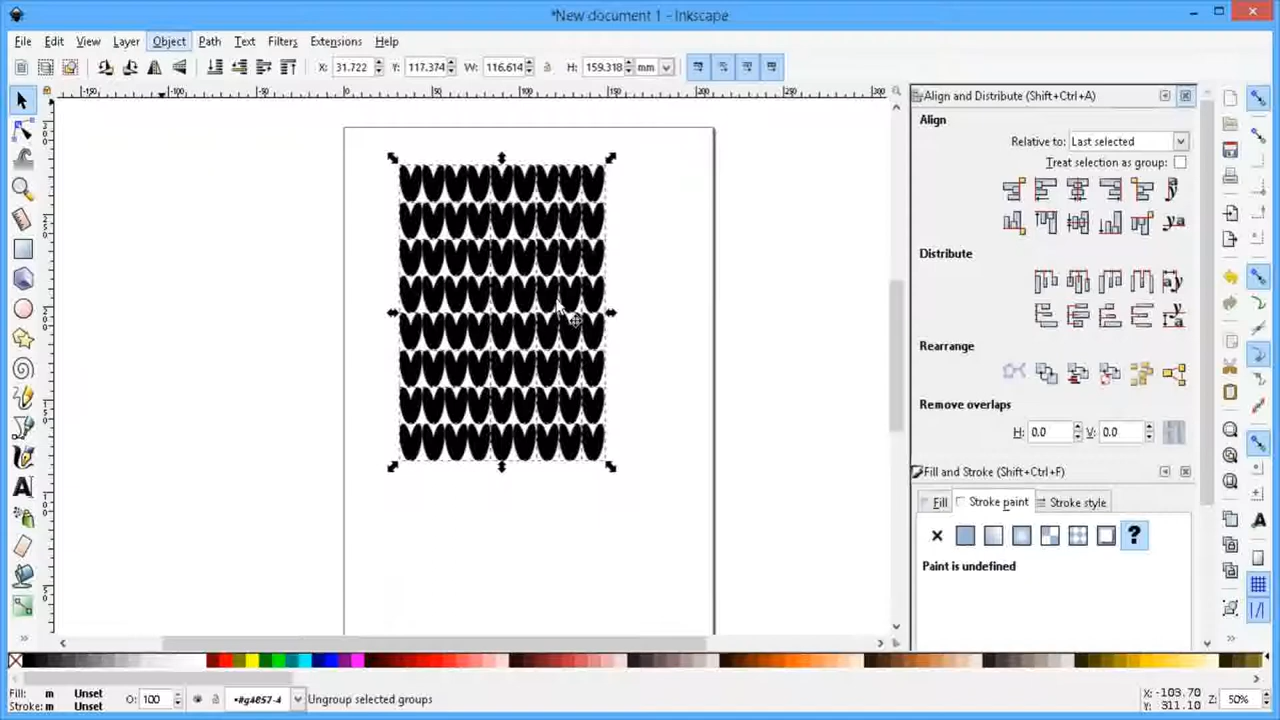 *New document 1 - Inkscape
File Edit View Layer Object Path Text Filters Extensions Help
X: 31.722 Y: 117.374 W: 116.614 H: 159.318 mm
Align and Distribute (Shift+Ctrl+A)
Align
Relative to: Last selected
Treat selection as group:
Distribute
Rearrange
Remove overlaps
H: 0.0 V: 0.0
Fill and Stroke (Shift+Ctrl+F)
Fill Stroke paint Stroke style
Paint is undefined
Fill: m Unset
Stroke: m Unset
O: 100
•#g4857-4
Ungroup selected groups
X: -103.70
Y: 311.10
Z: 50%